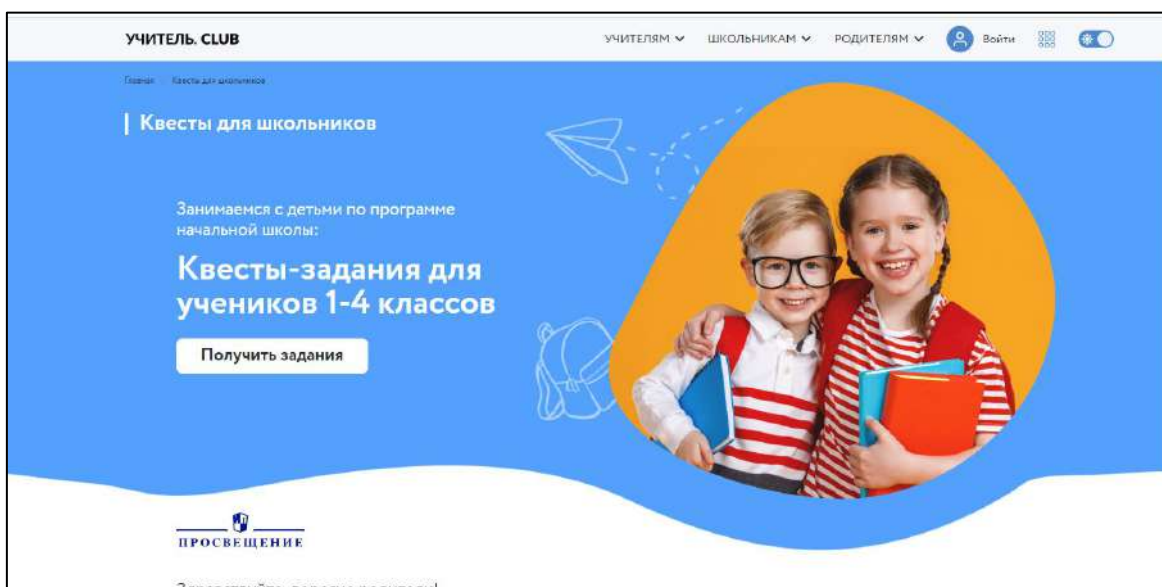 УЧИТЕЛЬ. CLUB
УЧИТЕЛЯМ
ШКОЛЬНИКАМ
РОДИТЕЛЯМ
Войти
Главная
Квесты для школьников
Квесты для школьников
Занимаемся с детьми по программе
начальной школы:
Квесты-задания для
учеников 1-4 классов
Получить задания
ПРОСВЕЩЕНИЕ